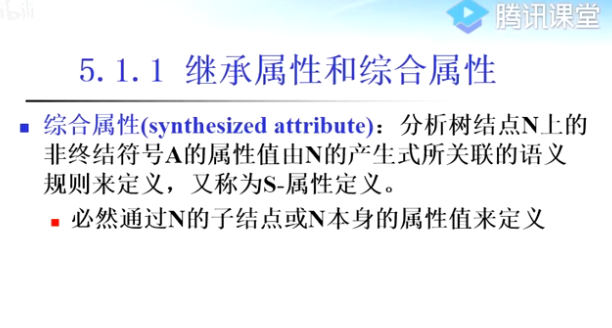 腾讯课堂
5.1.1 继承属性和综合属性
综合属性(synthesized attribute)：分析树结点N上的
非终结符号A的属性值由N的产生式所关联的语义
规则来定义，又称为S-属性定义。
必然通过N的子结点或N本身的属性值来定义